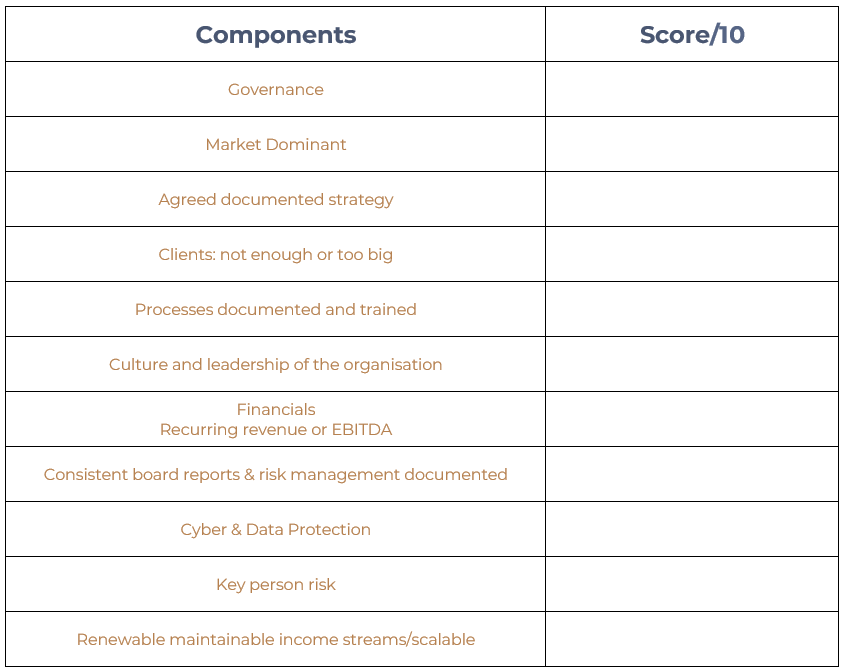 Components
Score/10
Governance
Market Dominant
Agreed documented strategy
Clients: not enough or too big
Processes documented and trained
Culture and leadership of the organisation
Financials
Recurring revenue or EBITDA
Consistent board reports & risk management documented
Cyber & Data Protection
Key person risk
Renewable maintainable income streams/scalable